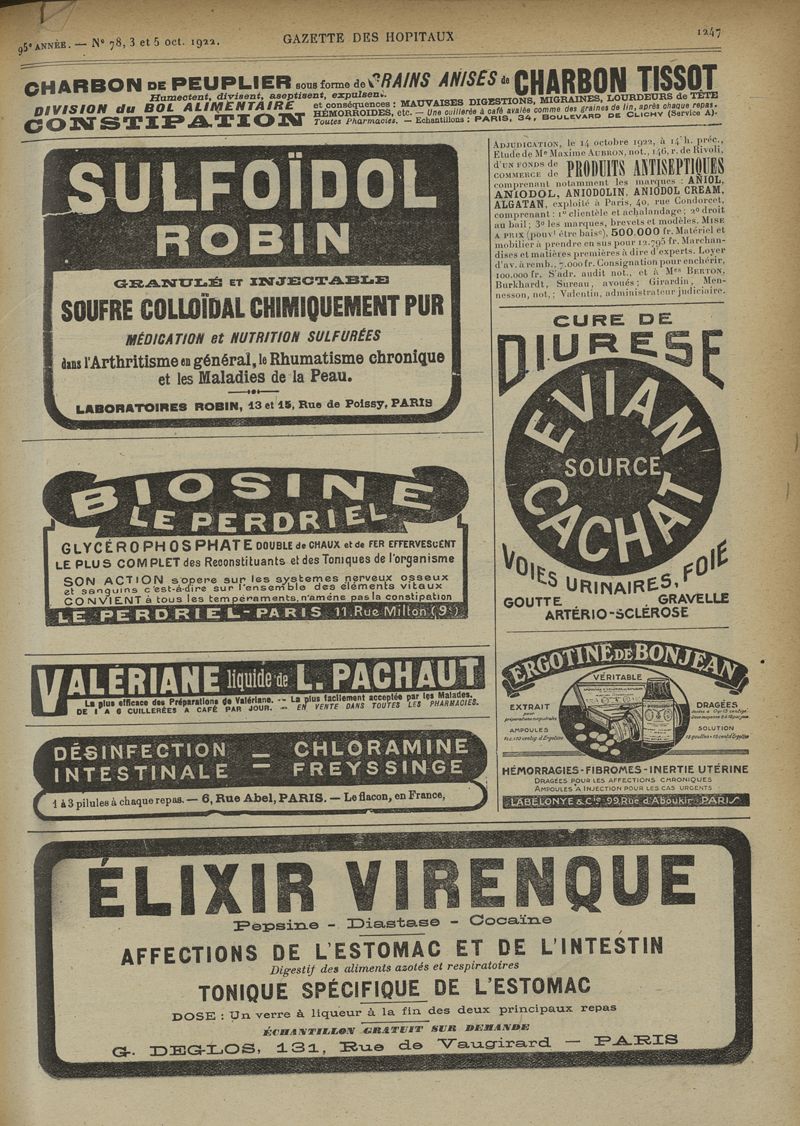 95e ANNÉE. — No 78, 3 et 5 oct. 1922.
GAZETTE DES HOPITAUX
1247
CHARBON DE PEUPLIER sous forme de GRAINS ANISÉS de CHARBON TISSOT
Humectent, divisent, aseptisent, expulsent.
DIVISION du BOL ALIMENTAIRE
CONSTIPATION
et conséquences : MAUVAISES DIGESTIONS, MIGRAINES, LOURDEURS de TÊTE
HÉMORROIDES, etc. — Une cuillerée à café avalée comme des graines de lin, après chaque repas.
Toutes Pharmacies. — Echantillons : PARIS, 34, BOULEVARD DE CLICHY (Service A).
SULFOÏDOL
ROBIN
GRANULÉ ET INJECTABLE
SOUFRE COLLOÏDAL CHIMIQUEMENT PUR
MÉDICATION et NUTRITION SULFURÉES
dans l'Arthritisme en général, le Rhumatisme chronique
et les Maladies de la Peau.
LABORATOIRES ROBIN, 13 et 15, Rue de Poissy, PARIS
BIOSINE
LE PERDRIEL
GLYCÉROPHOSPHATE DOUBLE de CHAUX et de FER EFFERVESCENT
LE PLUS COMPLET des Reconstituants et des Toniques de l'organisme
SON ACTION s'opere sur les systemes nerveux osseux
et sanguins c'est-à-dire sur l'ensemble des éléments vitaux
CONVIENT à tous les tempéraments, n'amène pas la constipation
LE PERDRIEL - PARIS 11. Rue Milton (9e)
VALÉRIANE liquide de L. PACHAUT
La plus efficace des Préparations de Valériane. -- La plus facilement acceptée par les Malades.
DE 1 A 6 CUILLERÉES A CAFÉ PAR JOUR. — EN VENTE DANS TOUTES LES PHARMACIES.
DÉSINFECTION = CHLORAMINE
INTESTINALE FREYSSINGE
1 à 3 pilules à chaque repas. — 6, Rue Abel, PARIS. — Le flacon, en France,
ADJUDICATION, le 14 octobre 1922, à 14 h. préc.,
Etude de Me Maxime AUBRON, not., 146, r. de Rivoli,
d'UN FONDS de
COMMERCE de PRODUITS ANTISEPTIQUES
comprenant notamment les marques : ANIOL,
ANIODOL, ANIODOLIN, ANIODOL CREAM,
ALGATAN, exploité à Paris, 40, rue Condorcet,
comprenant : 1° clientèle et achalandage ; 2° droit
au bail ; 3° les marques, brevets et modèles. MISE
A PRIX (pouvt être baisé), 500.000 fr. Matériel et
mobilier à prendre en sus pour 12.795 fr. Marchan-
dises et matières premières à dire d'experts. Loyer
d'av. à remb., 7.000 fr. Consignation pour enchérir,
100.000 fr. S'adr. audit not., et à Mes BERTON,
Burkhardt, Sureau, avoués ; Girardin, Men-
nesson, not. ; Valentin, administrateur judiciaire.
CURE DE
DIURESE
EVIAN
SOURCE
CACHAT
VOIES URINAIRES, FOIE
GOUTTE GRAVELLE
ARTÉRIO-SCLÉROSE
ERGOTINE DE BONJEAN
VÉRITABLE
EXTRAIT
pour
préparations magistrales
AMPOULES
DRAGÉES
SOLUTION
HÉMORRAGIES - FIBROMES - INERTIE UTÉRINE
DRAGÉES POUR LES AFFECTIONS CHRONIQUES
AMPOULES A INJECTION POUR LES CAS URGENTS
LABELONYE & Cie 99, Rue d'Aboukir - PARIS
ÉLIXIR VIRENQUE
Pepsine - Diastase - Cocaïne
AFFECTIONS DE L'ESTOMAC ET DE L'INTESTIN
Digestif des aliments azotés et respiratoires
TONIQUE SPÉCIFIQUE DE L'ESTOMAC
DOSE : Un verre à liqueur à la fin des deux principaux repas
ÉCHANTILLON GRATUIT SUR DEMANDE
G. DEGLOS, 131, Rue de Vaugirard — PARIS